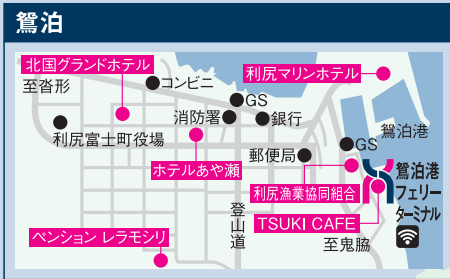 鴛泊
北国グランドホテル
至沓形
コンビニ
利尻マリンホテル
GS
消防署
銀行
利尻富士町役場
鴛泊港
GS
ホテルあや瀬
郵便局
鴛泊港
フェリー
ターミナル
利尻漁業協同組合
登山道
TSUKI CAFE
ペンション レラモシリ
至鬼脇